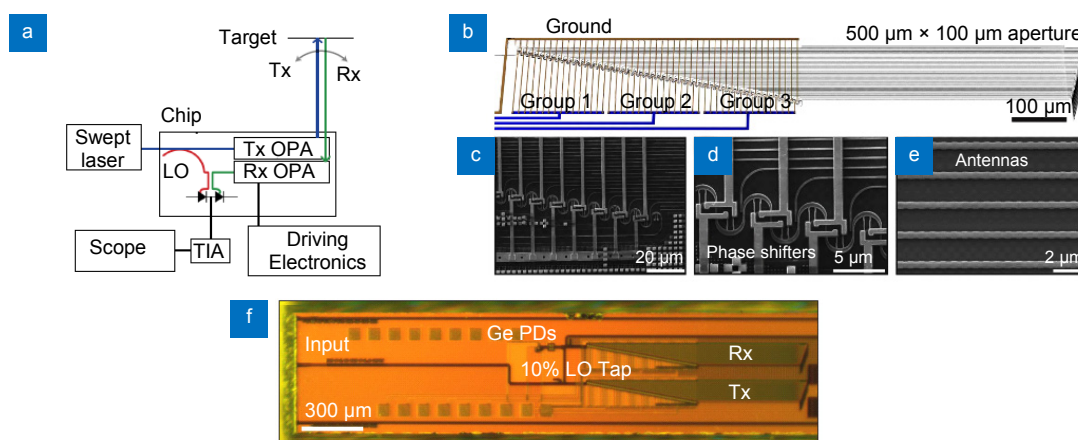 a
Target
Tx
Rx
Chip
Swept
laser
Tx OPA
LO
Rx OPA
Scope
TIA
Driving
Electronics
b
Ground
500 µm × 100 µm aperture
Group 1
Group 2
Group 3
100 µm
c
20 µm
d
Phase shifters
5 µm
e
Antennas
2 µm
f
Ge PDs
Input
10% LO Tap
Rx
Tx
300 µm